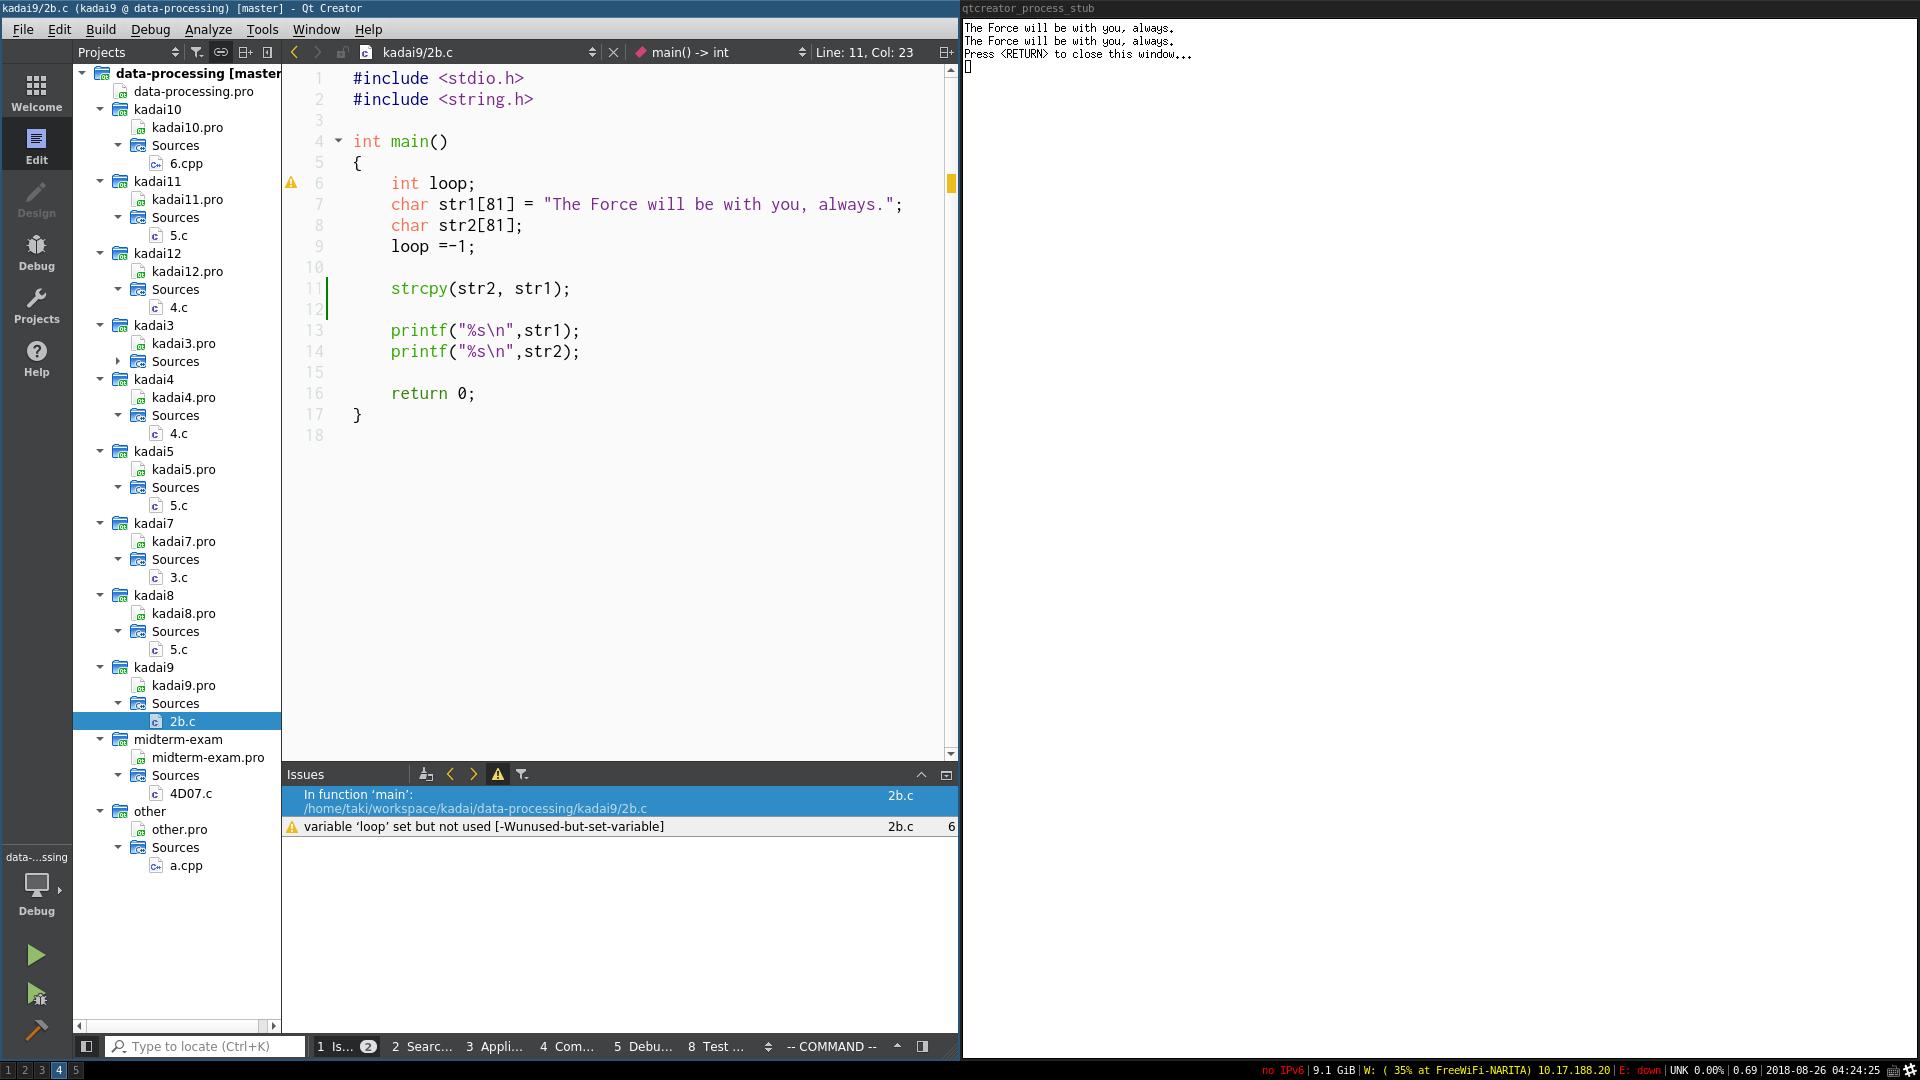 kadai9/2b.c (kadai9 @ data-processing) [master] - Qt Creator
File Edit Build Debug Analyze Tools Window Help
Projects
kadai9/2b.c
main() -> int
Line: 11, Col: 23
Welcome
Edit
Design
Debug
Projects
Help
data-...ssing
Debug
data-processing [master
data-processing.pro
kadai10
kadai10.pro
Sources
6.cpp
kadai11
kadai11.pro
Sources
5.c
kadai12
kadai12.pro
Sources
4.c
kadai3
kadai3.pro
Sources
kadai4
kadai4.pro
Sources
4.c
kadai5
kadai5.pro
Sources
5.c
kadai7
kadai7.pro
Sources
3.c
kadai8
kadai8.pro
Sources
5.c
kadai9
kadai9.pro
Sources
2b.c
midterm-exam
midterm-exam.pro
Sources
4D07.c
other
other.pro
Sources
a.cpp
1 #include <stdio.h>
2 #include <string.h>
3
4 int main()
5 {
6 int loop;
7 char str1[81] = "The Force will be with you, always.";
8 char str2[81];
9 loop =-1;
10
11 strcpy(str2, str1);
12
13 printf("%s\n",str1);
14 printf("%s\n",str2);
15
16 return 0;
17 }
18
Issues
In function ‘main’: 2b.c
/home/taki/workspace/kadai/data-processing/kadai9/2b.c
variable ‘loop’ set but not used [-Wunused-but-set-variable] 2b.c 6
Type to locate (Ctrl+K) 1 Is... 2 2 Searc... 3 Appli... 4 Com... 5 Debu... 8 Test ... -- COMMAND --
qtcreator_process_stub
The Force will be with you, always.
The Force will be with you, always.
Press <RETURN> to close this window...
1 2 3 4 5
no IPv6 | 9.1 GiB | W: ( 35% at FreeWiFi-NARITA) 10.17.188.20 | E: down | UNK 0.00% | 0.69 | 2018-08-26 04:24:25